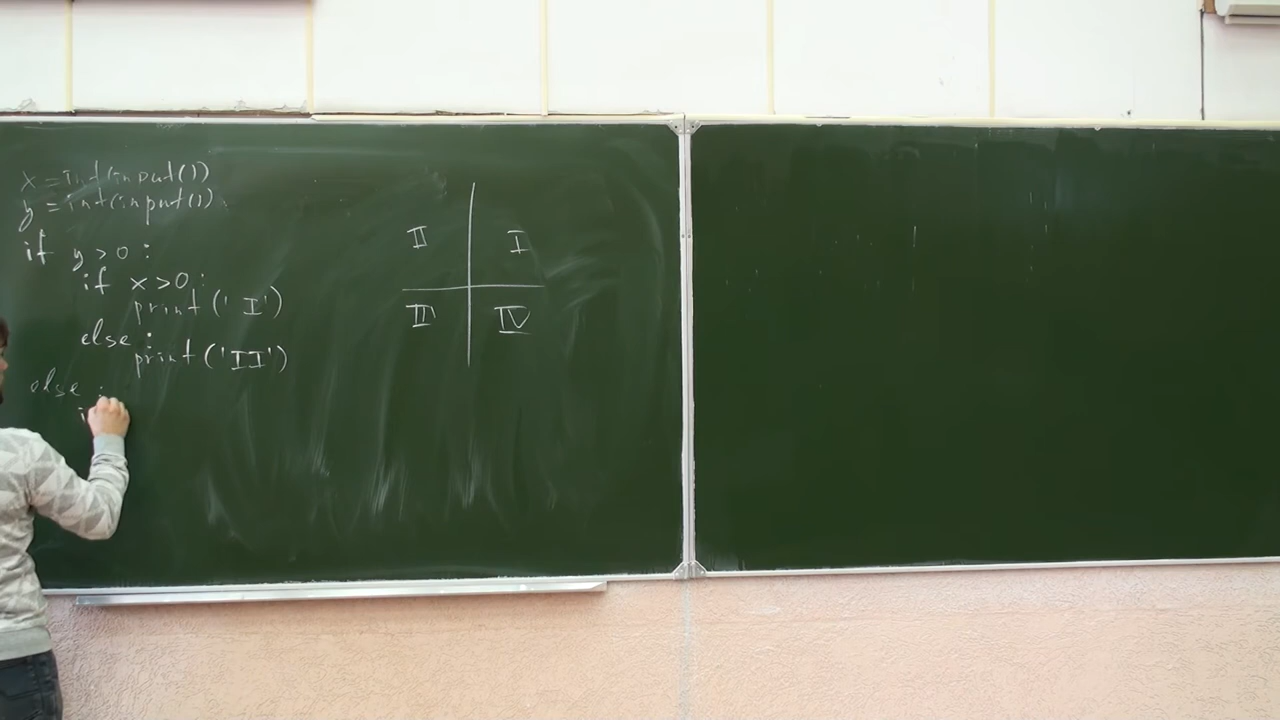 x = int(input())
y = int(input())
if y > 0 :
if x > 0 :
print (' I')
else :
print ('II')
else :
i
II I
III IV